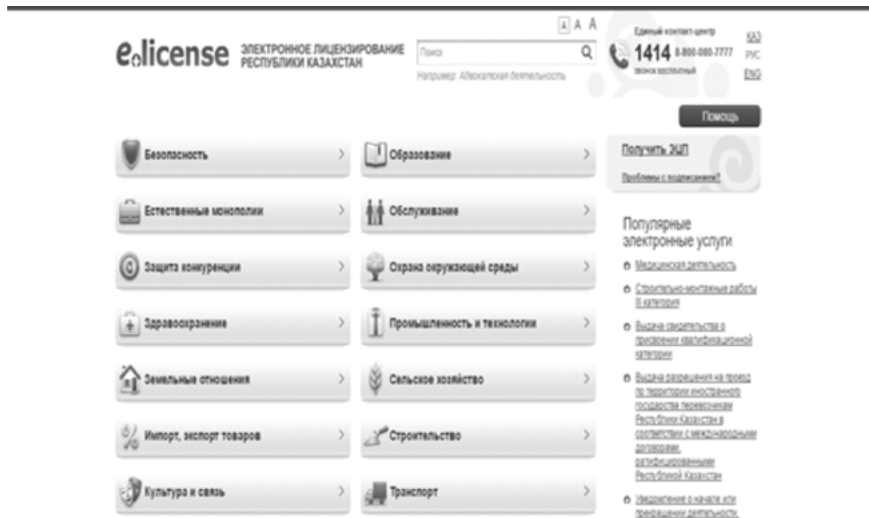 A A A
e.license
ЭЛЕКТРОННОЕ ЛИЦЕНЗИРОВАНИЕ
РЕСПУБЛИКИ КАЗАХСТАН
Поиск
Например: Адвокатская деятельность
Единый контакт-центр
1414 8-800-080-7777
звонок бесплатный
ҚАЗ
РУС
ENG
Помощь
Безопасность
Образование
Получить ЭЦП
Проблемы с подписанием?
Естественные монополии
Обслуживание
Защита конкуренции
Охрана окружающей среды
Здравоохранение
Промышленность и технологии
Земельные отношения
Сельское хозяйство
Импорт, экспорт товаров
Строительство
Культура и связь
Транспорт
Популярные
электронные услуги
Медицинская деятельность
Строительно-монтажные работы
III категория
Выдача свидетельства о
присвоении квалификационной
категории
Выдача разрешения на проезд
по территории иностранного
государства перевозчикам
Республики Казахстан в
соответствии с международными
договорами,
ратифицированными
Республикой Казахстан
Уведомление о начале или
прекращении деятельности,